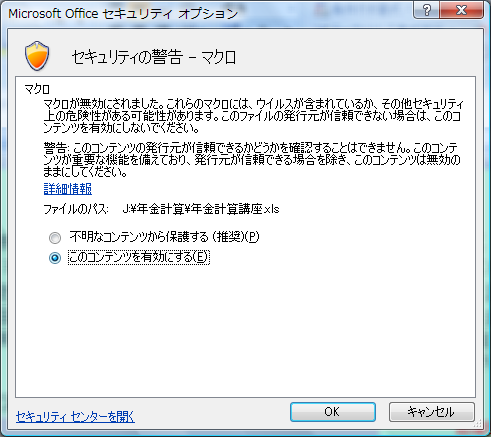 Microsoft Office セキュリティ オプション
セキュリティの警告 - マクロ
マクロ
マクロが無効にされました。これらのマクロには、ウイルスが含まれているか、その他セキュリティ
上の危険性がある可能性があります。このファイルの発行元が信頼できない場合は、このコ
ンテンツを有効にしないでください。
警告: このコンテンツの発行元が信頼できるかどうかを確認することはできません。このコンテ
ンツが重要な機能を備えており、発行元が信頼できる場合を除き、このコンテンツは無効の
ままにしてください。
詳細情報
ファイルのパス: J:¥年金計算¥年金計算講座.xls
不明なコンテンツから保護する (推奨)(P)
このコンテンツを有効にする(E)
セキュリティ センターを開く
OK
キャンセル